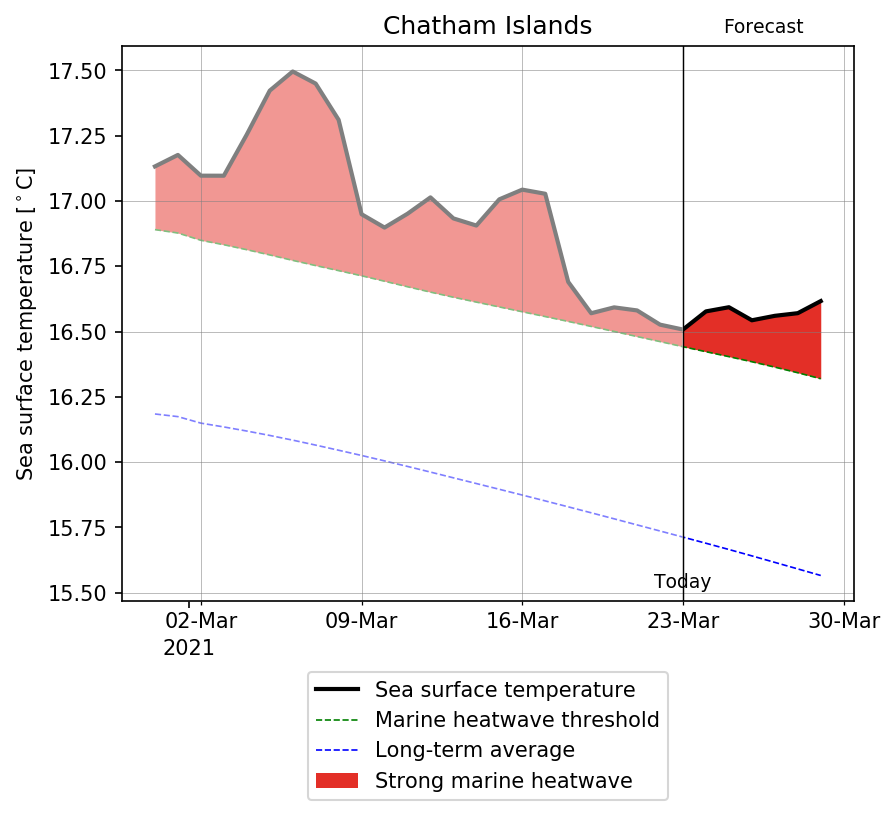 Chatham Islands
Forecast
17.50
17.25
17.00
16.75
16.50
16.25
16.00
15.75
15.50
Sea surface temperature [°C]
Today
02-Mar
09-Mar
16-Mar
23-Mar
30-Mar
2021
Sea surface temperature
Marine heatwave threshold
Long-term average
Strong marine heatwave